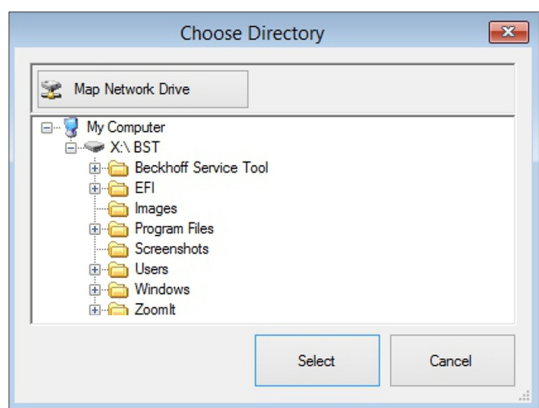 Choose Directory
Map Network Drive
My Computer
X:\ BST
Beckhoff Service Tool
EFI
Images
Program Files
Screenshots
Users
Windows
ZoomIt
Select
Cancel